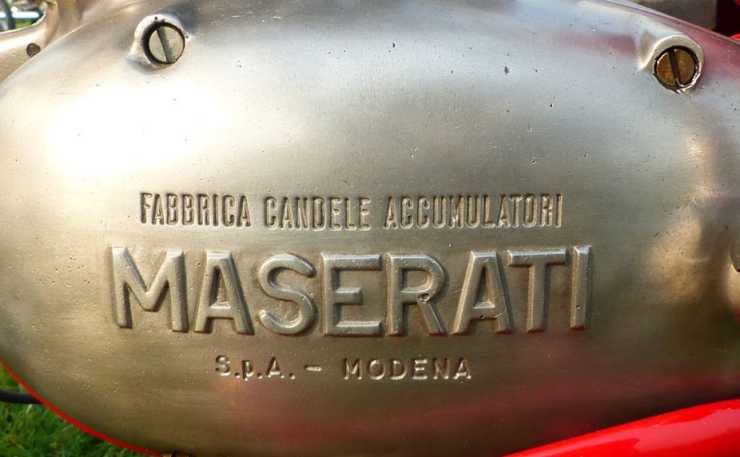 FABBRICA CANDELE ACCUMULATORI
MASERATI
S.p.A. - MODENA